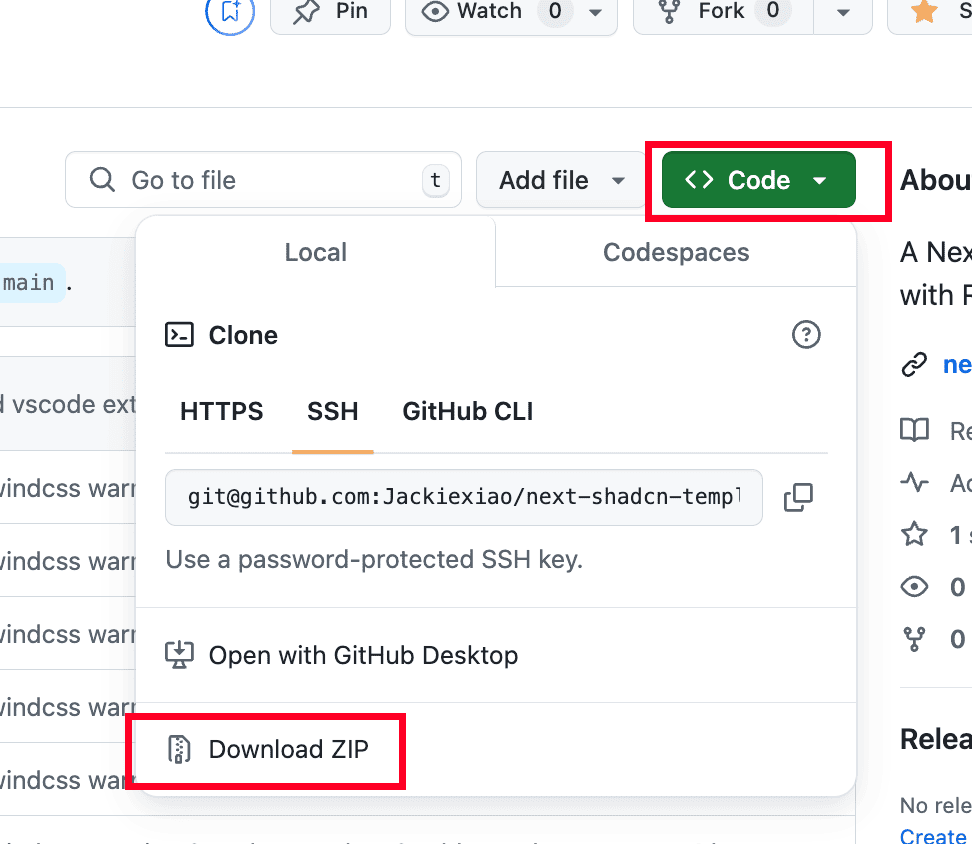 Pin
Watch 0
Fork 0
Go to file
t
Add file
<> Code
Abou
Local
Codespaces
A Nex
with
main .
Clone
HTTPS
SSH
GitHub CLI
ne
d vscode ext
git@github.com:Jackiexiao/next-shadcn-temp
windcss warr
Use a password-protected SSH key.
windcss warr
1
0
windcss warr
Open with GitHub Desktop
0
windcss warr
Download ZIP
Relea
windcss warr
No rele
Create